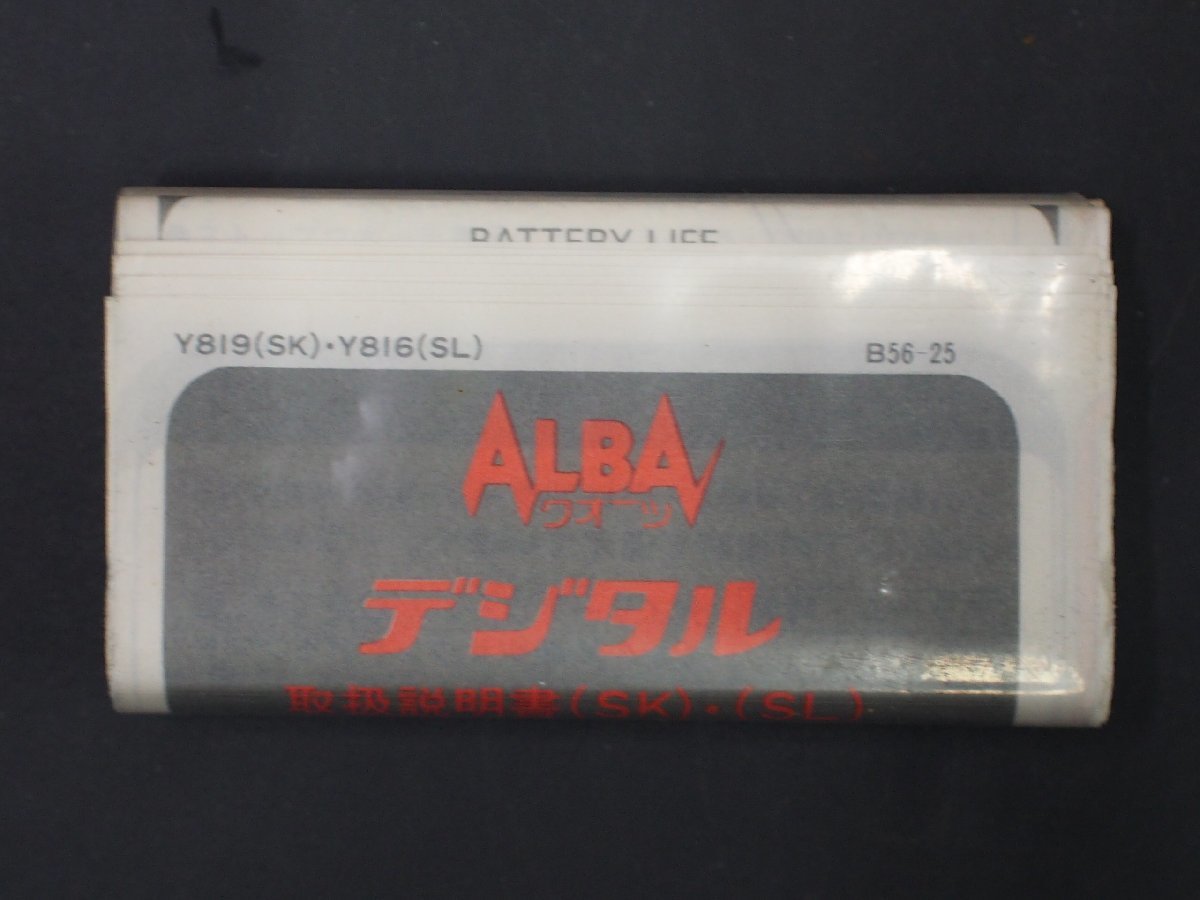 BATTERY LIFE
Y819(SK)・Y816(SL) B56-25
ALBA
クオーツ
デジタル
取扱説明書(SK)・(SL)